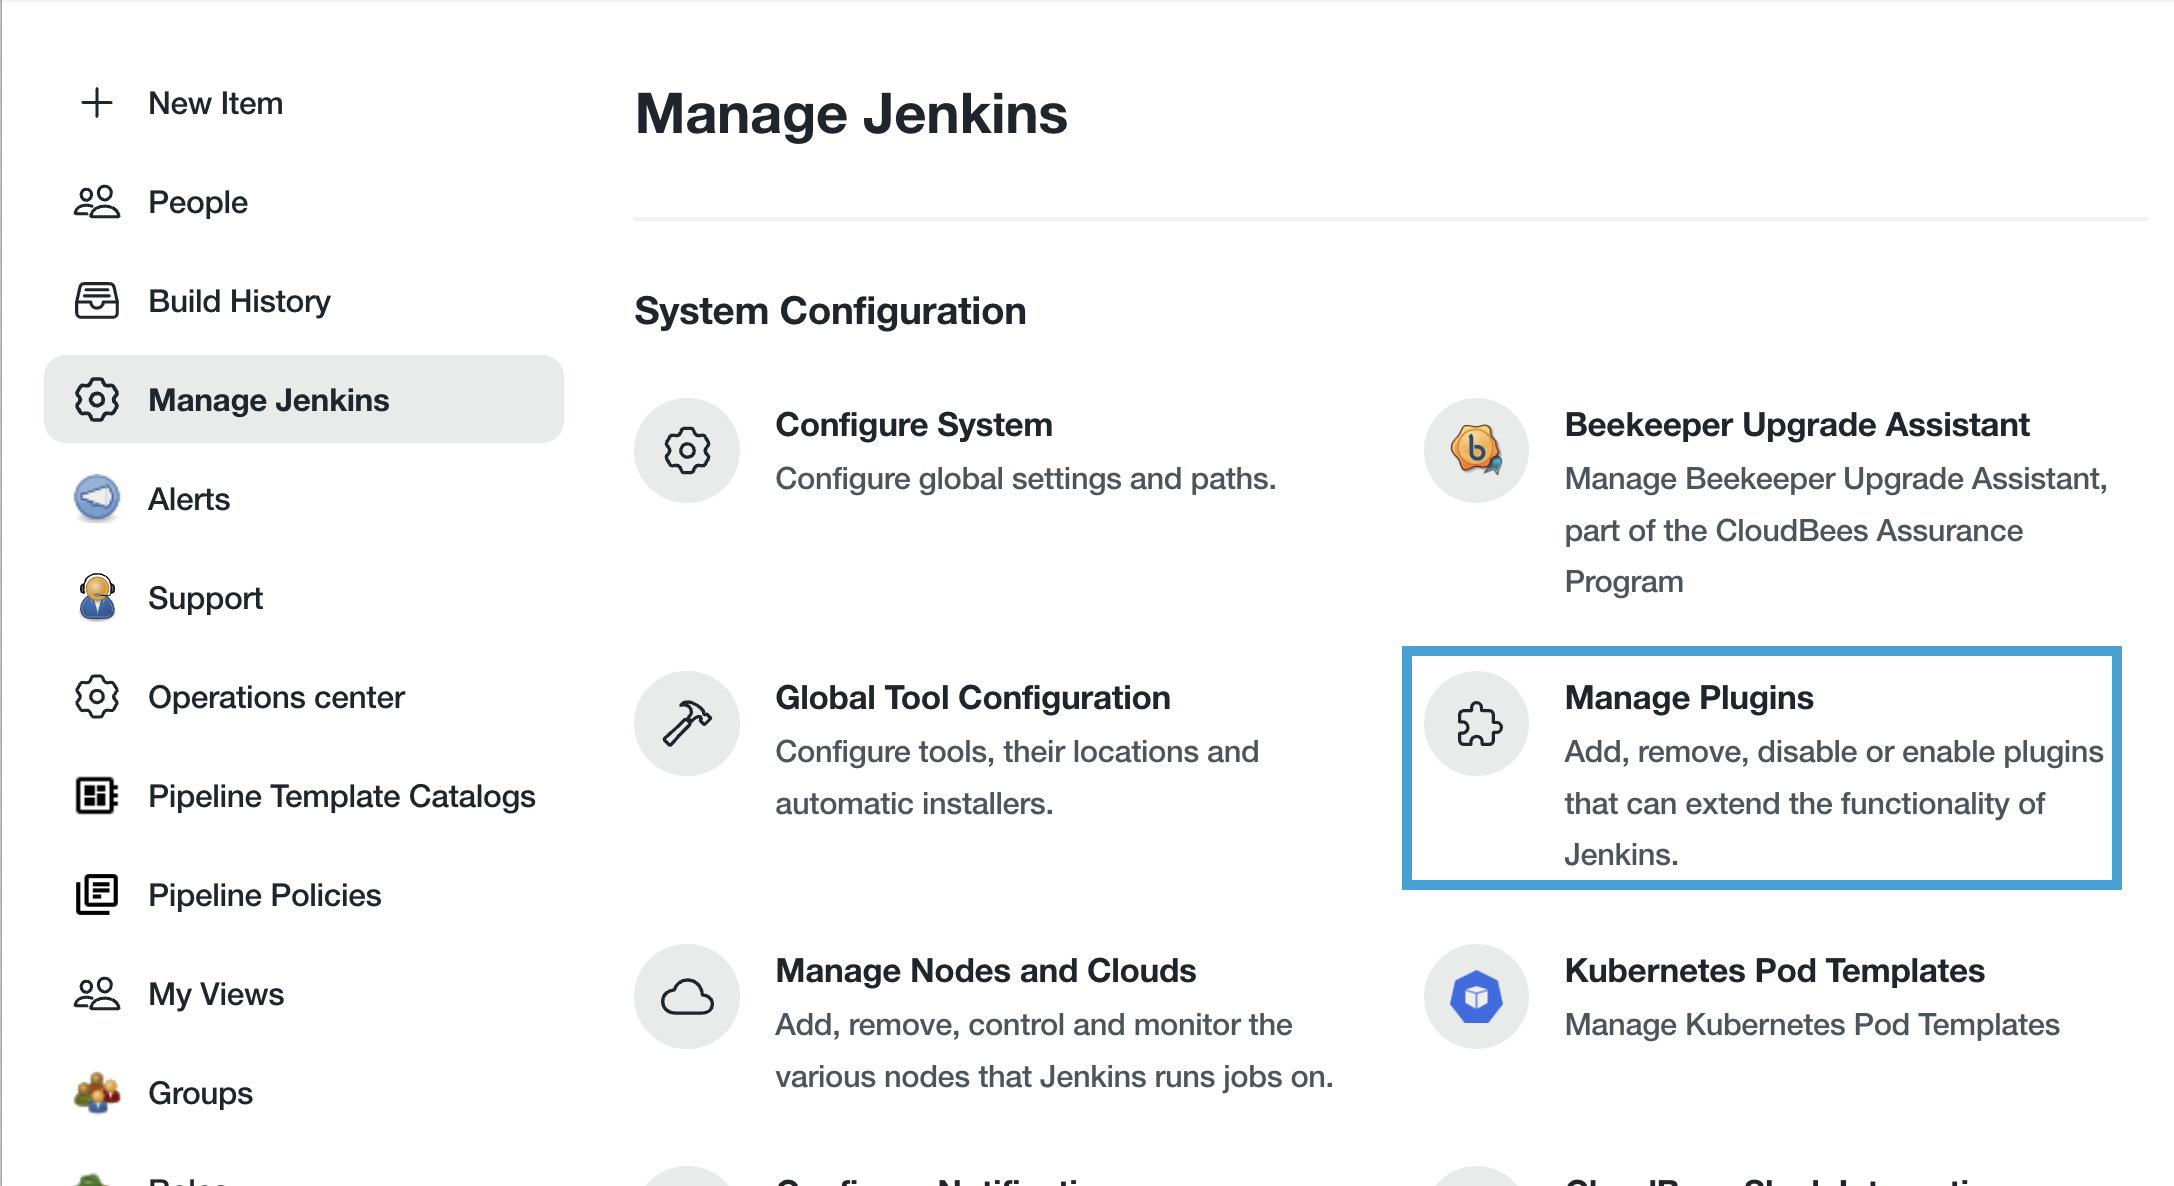 New Item
People
Build History
Manage Jenkins
Alerts
Support
Operations center
Pipeline Template Catalogs
Pipeline Policies
My Views
Groups
Manage Jenkins
System Configuration
Configure System
Configure global settings and paths.
Beekeeper Upgrade Assistant
Manage Beekeeper Upgrade Assistant,
part of the CloudBees Assurance
Program
Global Tool Configuration
Configure tools, their locations and
automatic installers.
Manage Plugins
Add, remove, disable or enable plugins
that can extend the functionality of
Jenkins.
Manage Nodes and Clouds
Add, remove, control and monitor the
various nodes that Jenkins runs jobs on.
Kubernetes Pod Templates
Manage Kubernetes Pod Templates